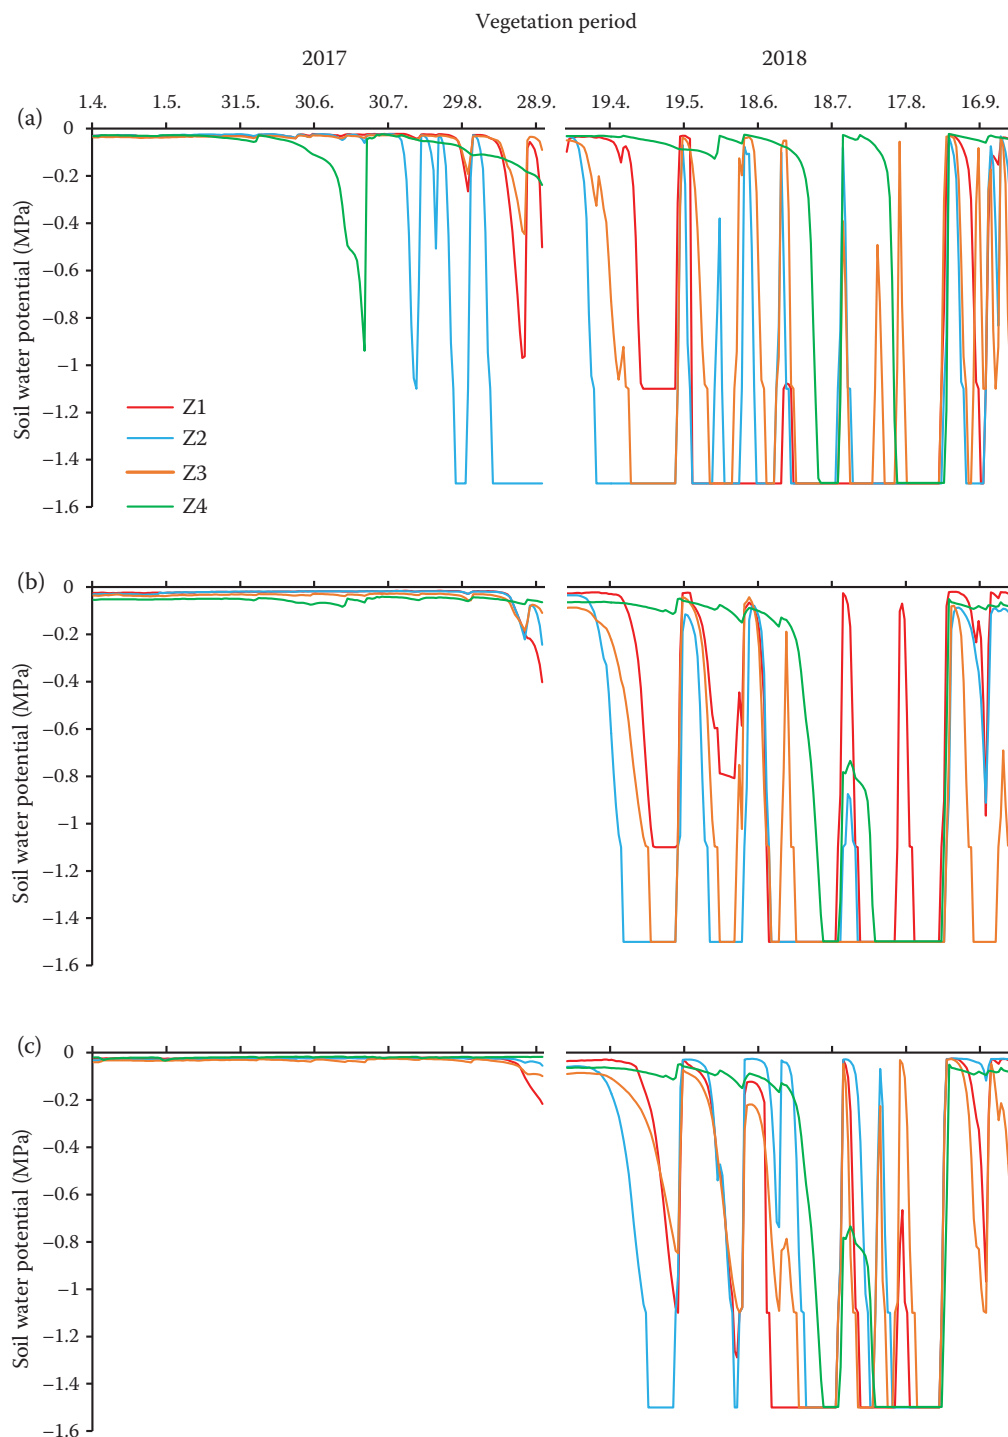 Vegetation period
2017 2018
1.4. 1.5. 31.5. 30.6. 30.7. 29.8. 28.9. 19.4. 19.5. 18.6. 18.7. 17.8. 16.9.
(a)
0
−0.2
−0.4
−0.6
−0.8
−1
−1.2
−1.4
−1.6
Soil water potential (MPa)
Z1
Z2
Z3
Z4
(b)
0
−0.2
−0.4
−0.6
−0.8
−1
−1.2
−1.4
−1.6
Soil water potential (MPa)
(c)
0
−0.2
−0.4
−0.6
−0.8
−1
−1.2
−1.4
−1.6
Soil water potential (MPa)